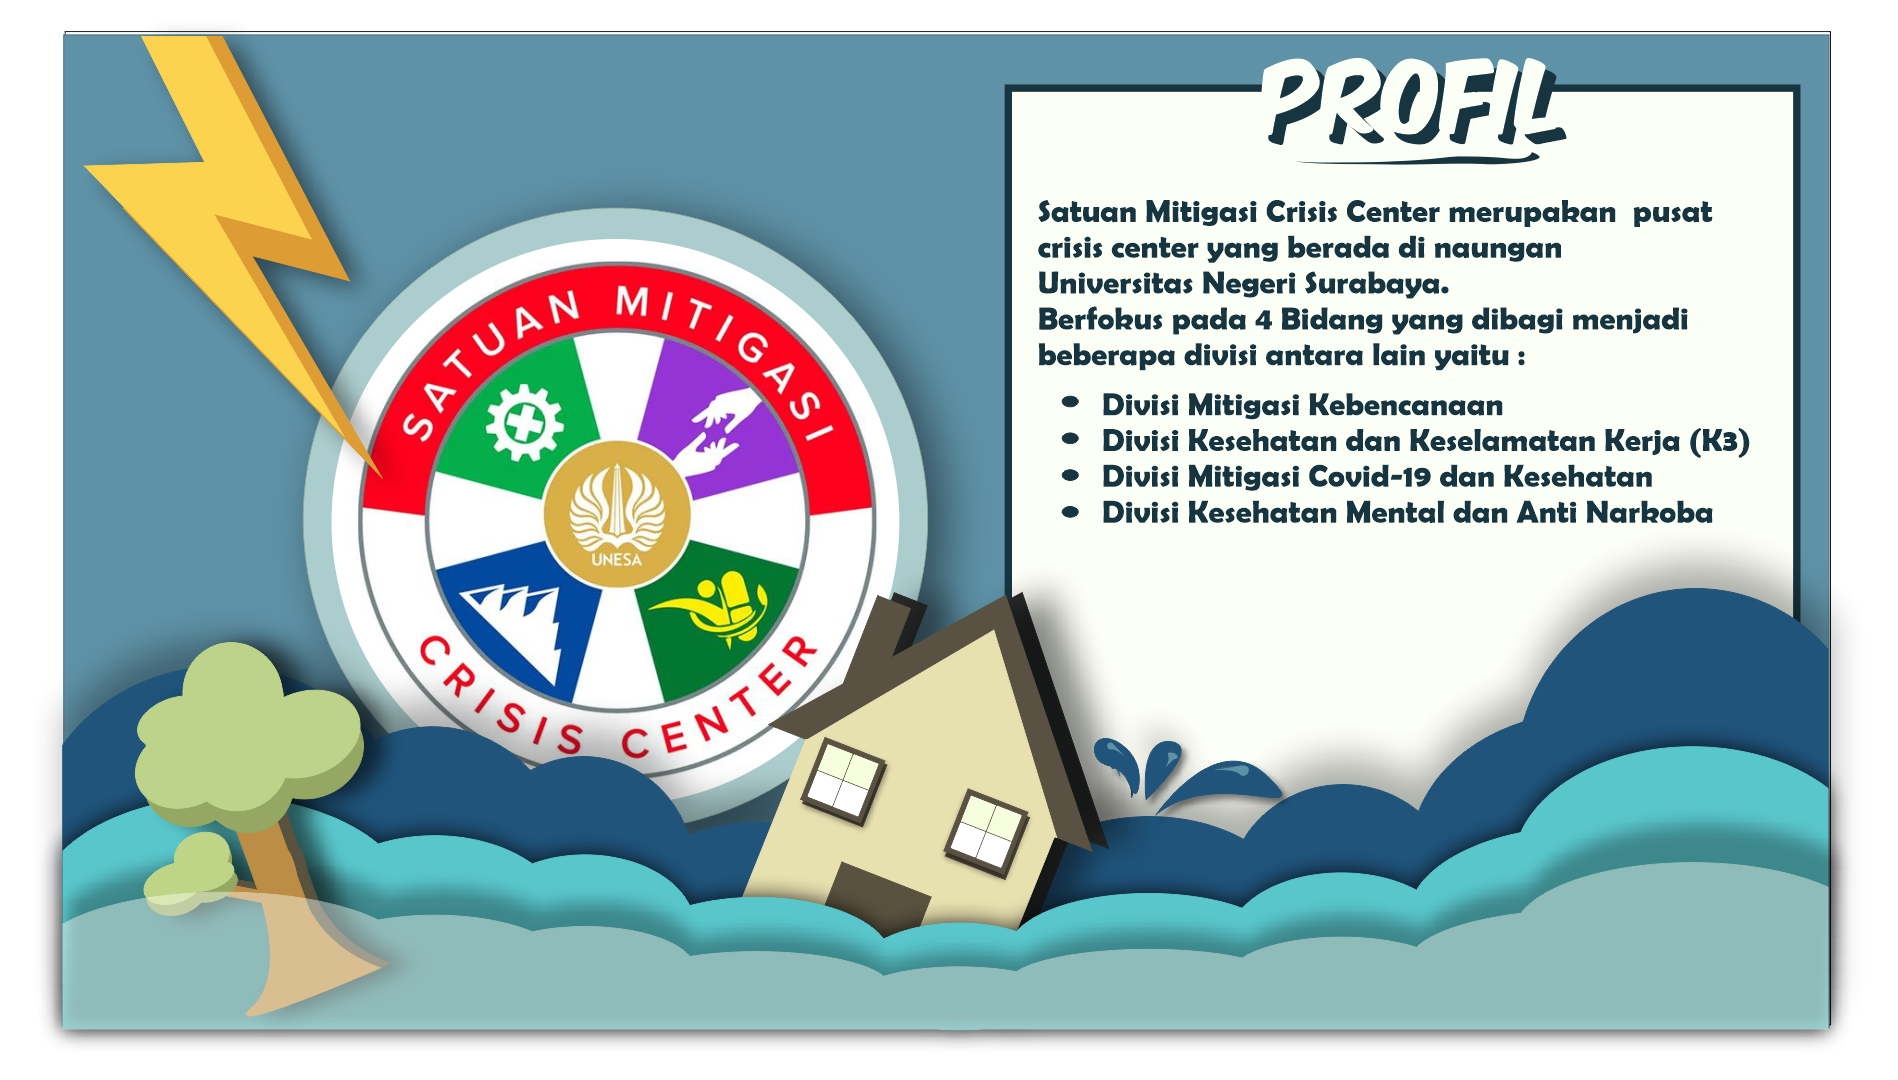 PROFIL
Satuan Mitigasi Crisis Center merupakan pusat
crisis center yang berada di naungan
Universitas Negeri Surabaya.
Berfokus pada 4 Bidang yang dibagi menjadi
beberapa divisi antara lain yaitu :
• Divisi Mitigasi Kebencanaan
• Divisi Kesehatan dan Keselamatan Kerja (K3)
• Divisi Mitigasi Covid-19 dan Kesehatan
• Divisi Kesehatan Mental dan Anti Narkoba
SATUAN MITIGASI
UNESA
CRISIS CENTER